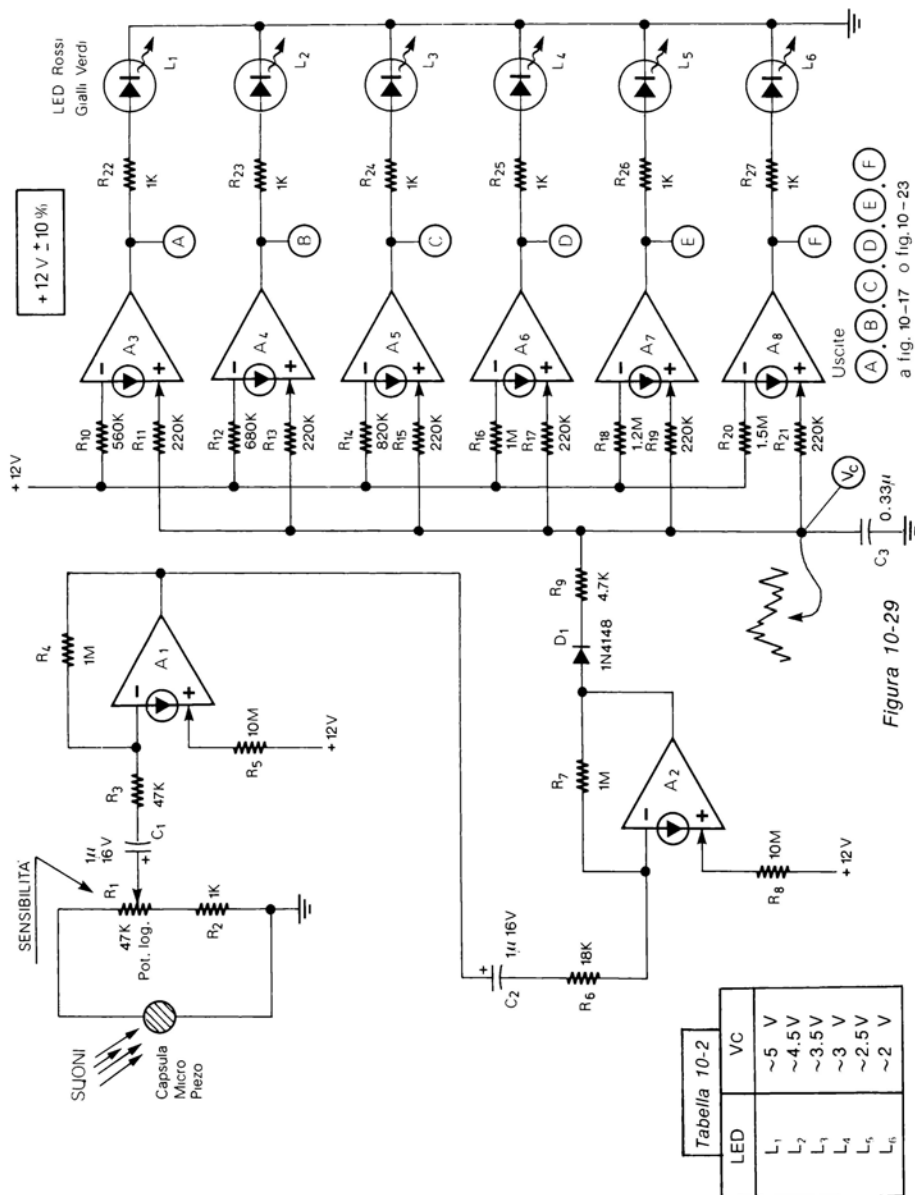 +12 V ± 10 %
LED Rossi
Gialli Verdi
SUONI
Capsula
Micro
Piezo
SENSIBILITÀ
R1
47K
Pot. log.
R2
1K
1µ
16V
+
C1
R3
47K
R4
1M
A1
−
+
R5
10M
+12V
C2
+
1µ 16V
R6
18K
R7
1M
A2
−
+
R8
10M
+12V
D1
1N4148
R9
4.7K
+12V
R10
560K
R11
220K
−
+
A3
A
R22
1K
L1
R12
680K
R13
220K
−
+
A4
B
R23
1K
L2
R14
820K
R15
220K
−
+
A5
C
R24
1K
L3
R16
1M
R17
220K
−
+
A6
D
R25
1K
L4
R18
1.2M
R19
220K
−
+
A7
E
R26
1K
L5
R20
1.5M
R21
220K
−
+
A8
F
R27
1K
L6
VC
C3
0.33µ
Uscite
A . B . C . D . E . F
a fig. 10-17 o fig. 10-23
Figura 10-29
Tabella 10-2
LED VC
L1 ~5 V
L2 ~4.5V
L3 ~3.5V
L4 ~3 V
L5 ~2.5V
L6 ~2 V